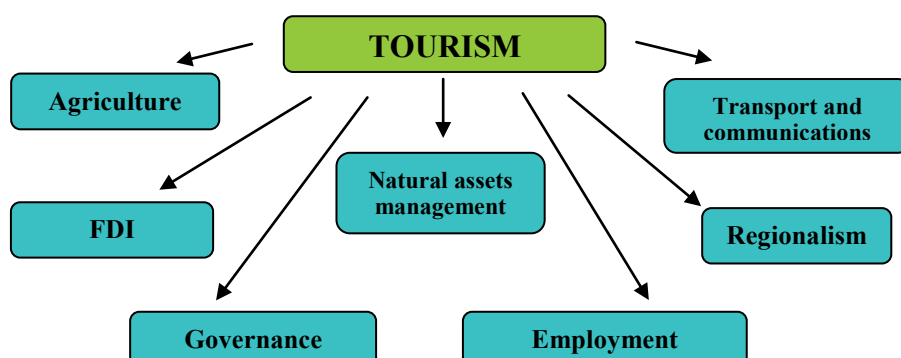 TOURISM
Agriculture
Transport and
communications
Natural assets
management
FDI
Regionalism
Governance
Employment